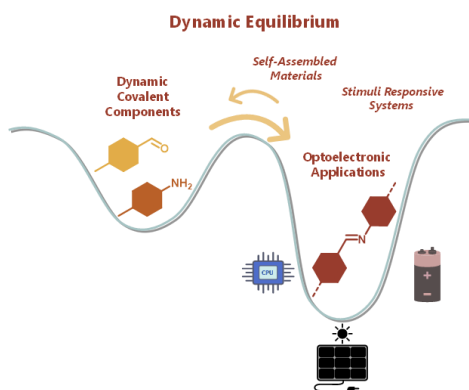 Dynamic Equilibrium
Self-Assembled
Materials
Dynamic
Covalent
Components
Stimuli Responsive
Systems
O
NH2
Optoelectronic
Applications
N
CPU
+
−